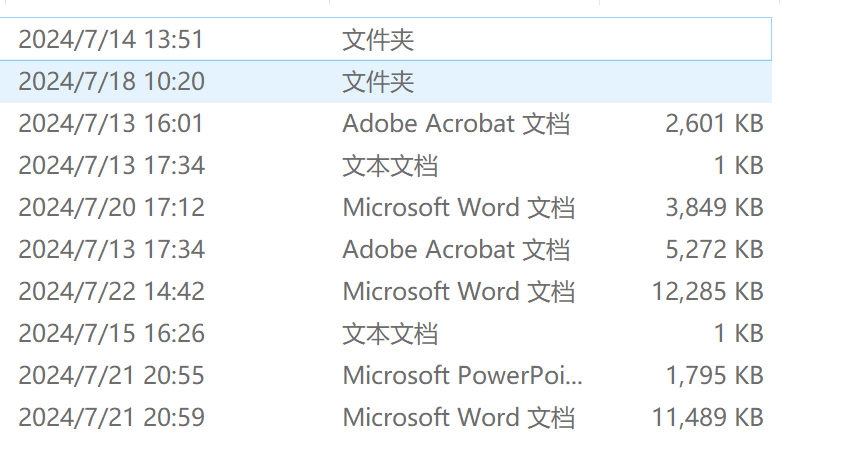 2024/7/14 13:51 文件夹
2024/7/18 10:20 文件夹
2024/7/13 16:01 Adobe Acrobat 文档 2,601 KB
2024/7/13 17:34 文本文档 1 KB
2024/7/20 17:12 Microsoft Word 文档 3,849 KB
2024/7/13 17:34 Adobe Acrobat 文档 5,272 KB
2024/7/22 14:42 Microsoft Word 文档 12,285 KB
2024/7/15 16:26 文本文档 1 KB
2024/7/21 20:55 Microsoft PowerPoi... 1,795 KB
2024/7/21 20:59 Microsoft Word 文档 11,489 KB